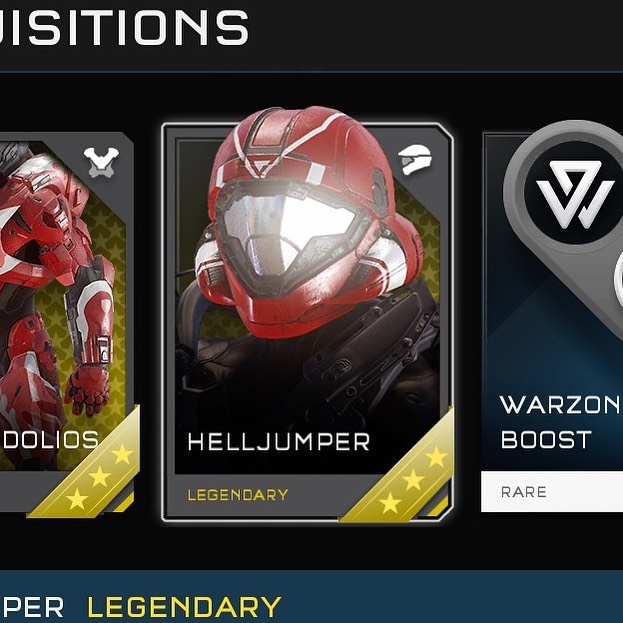 UISITIONS
DOLIOS
HELLJUMPER
LEGENDARY
WARZON
BOOST
RARE
PER LEGENDARY